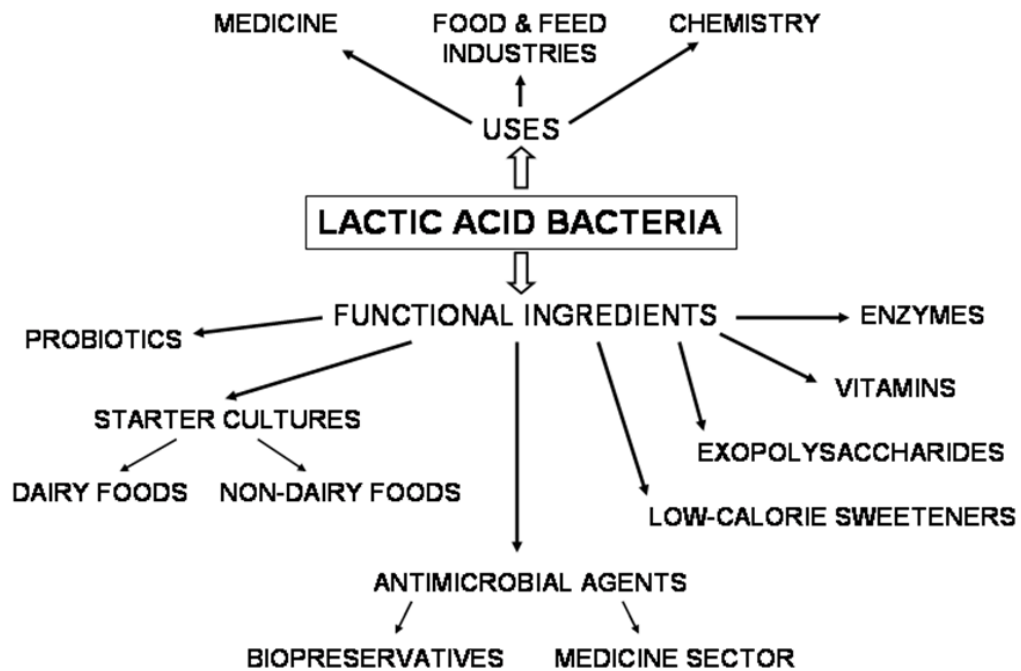 MEDICINE
FOOD & FEED
INDUSTRIES
CHEMISTRY
USES
LACTIC ACID BACTERIA
FUNCTIONAL INGREDIENTS
ENZYMES
PROBIOTICS
VITAMINS
STARTER CULTURES
EXOPOLYSACCHARIDES
DAIRY FOODS
NON-DAIRY FOODS
LOW-CALORIE SWEETENERS
ANTIMICROBIAL AGENTS
BIOPRESERVATIVES
MEDICINE SECTOR